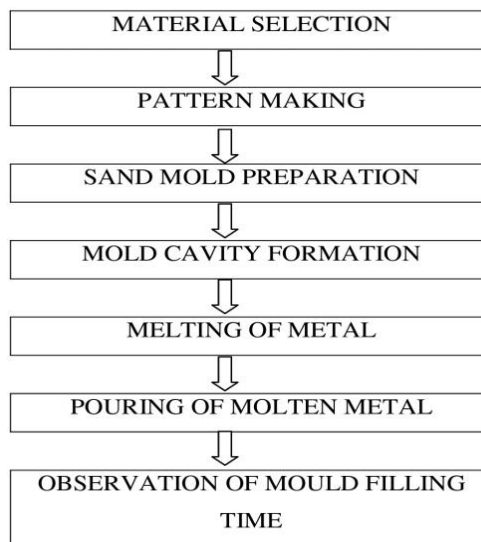 MATERIAL SELECTION
PATTERN MAKING
SAND MOLD PREPARATION
MOLD CAVITY FORMATION
MELTING OF METAL
POURING OF MOLTEN METAL
OBSERVATION OF MOULD FILLING
TIME